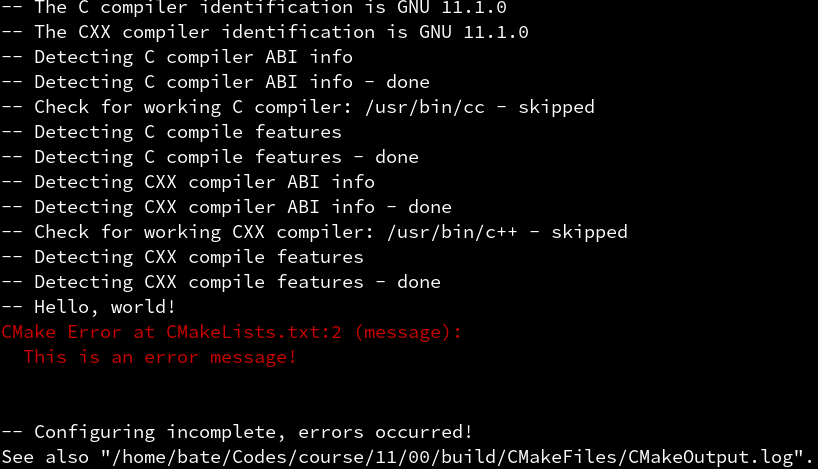 -- The C compiler identification is GNU 11.1.0
-- The CXX compiler identification is GNU 11.1.0
-- Detecting C compiler ABI info
-- Detecting C compiler ABI info - done
-- Check for working C compiler: /usr/bin/cc - skipped
-- Detecting C compile features
-- Detecting C compile features - done
-- Detecting CXX compiler ABI info
-- Detecting CXX compiler ABI info - done
-- Check for working CXX compiler: /usr/bin/c++ - skipped
-- Detecting CXX compile features
-- Detecting CXX compile features - done
-- Hello, world!
CMake Error at CMakeLists.txt:2 (message):
  This is an error message!
-- Configuring incomplete, errors occurred!
See also "/home/bate/Codes/course/11/00/build/CMakeFiles/CMakeOutput.log".